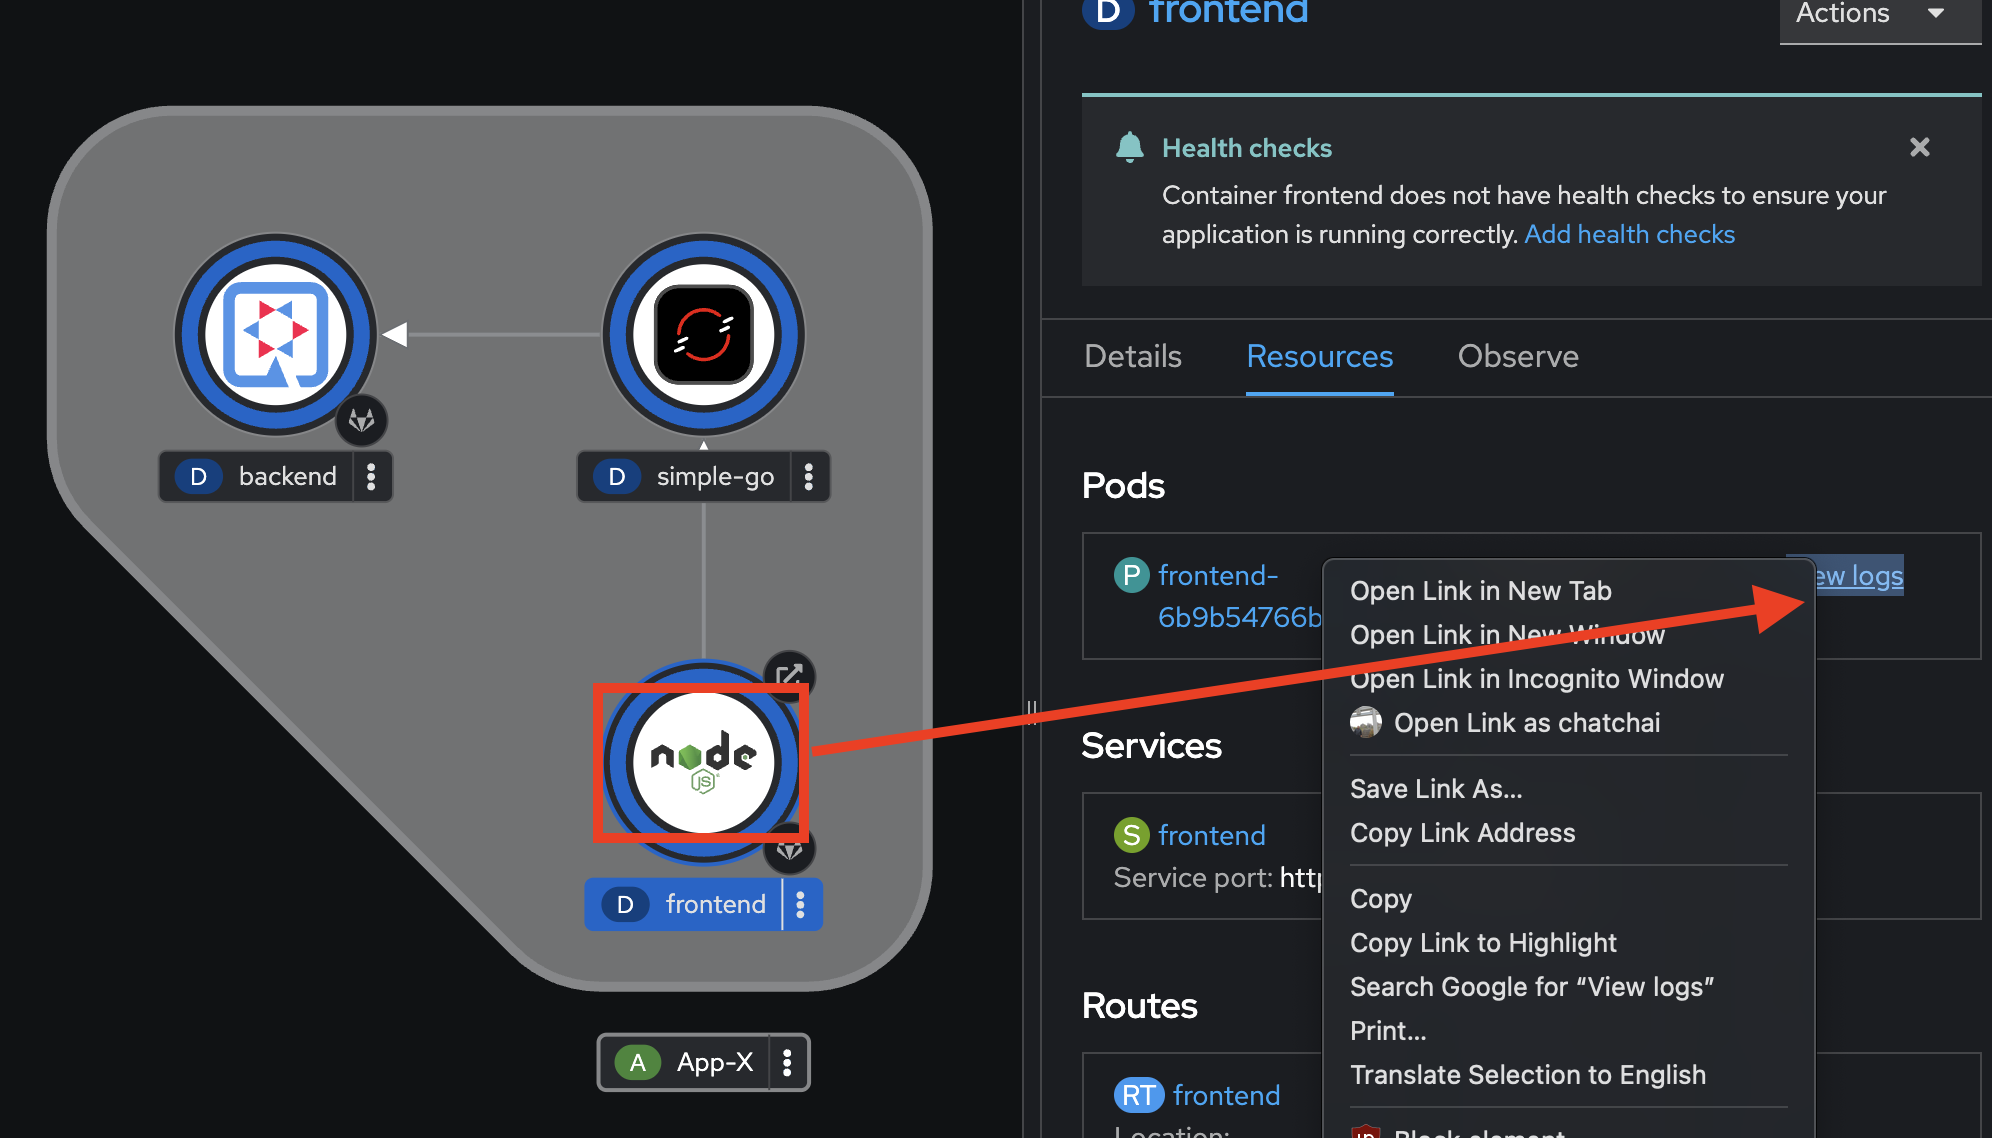 D frontend
Actions
Health checks
Container frontend does not have health checks to ensure your
application is running correctly. Add health checks
Details
Resources
Observe
D backend
D simple-go
node
JS
D frontend
A App-X
Pods
P frontend-
6b9b54766b
ew logs
Services
S frontend
Service port: http
Routes
RT frontend
Location:
Open Link in New Tab
Open Link in New Window
Open Link in Incognito Window
Open Link as chatchai
Save Link As...
Copy Link Address
Copy
Copy Link to Highlight
Search Google for “View logs”
Print...
Translate Selection to English
Block element